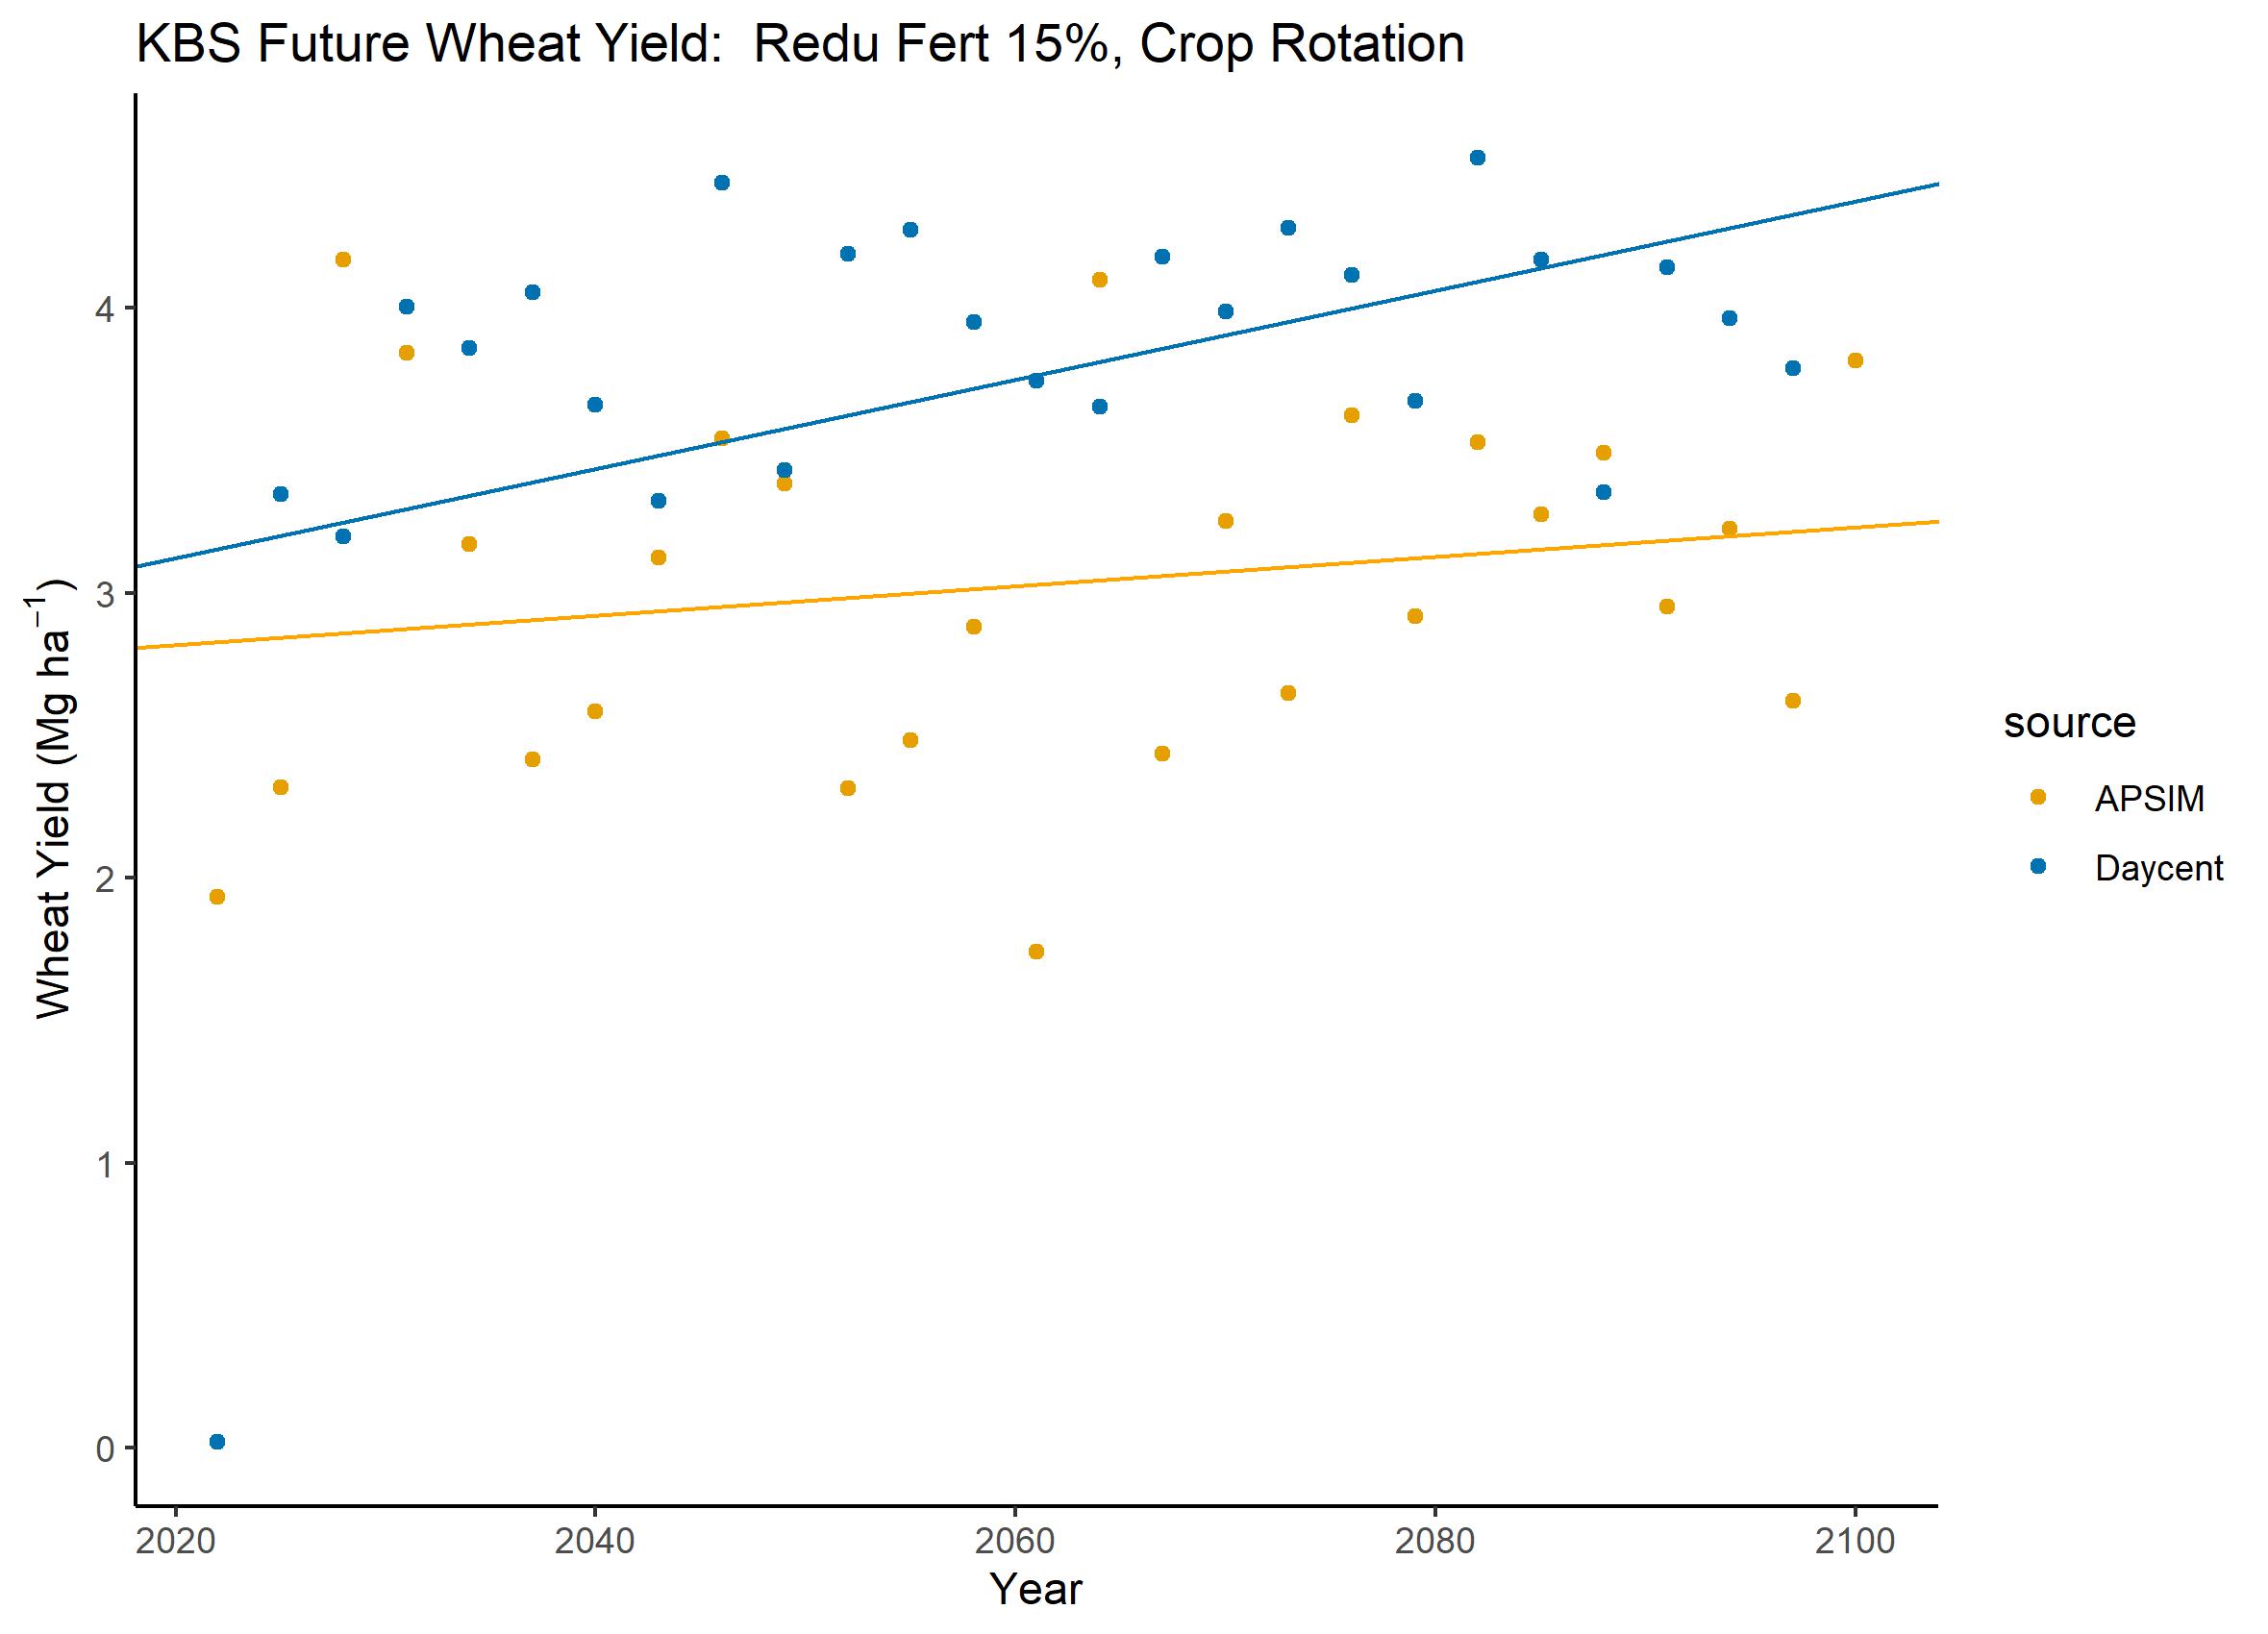 KBS Future Wheat Yield:  Redu Fert 15%, Crop Rotation
Wheat Yield (Mg ha⁻¹)
4
3
2
1
0
2020 2040 2060 2080 2100
Year
source
APSIM
Daycent